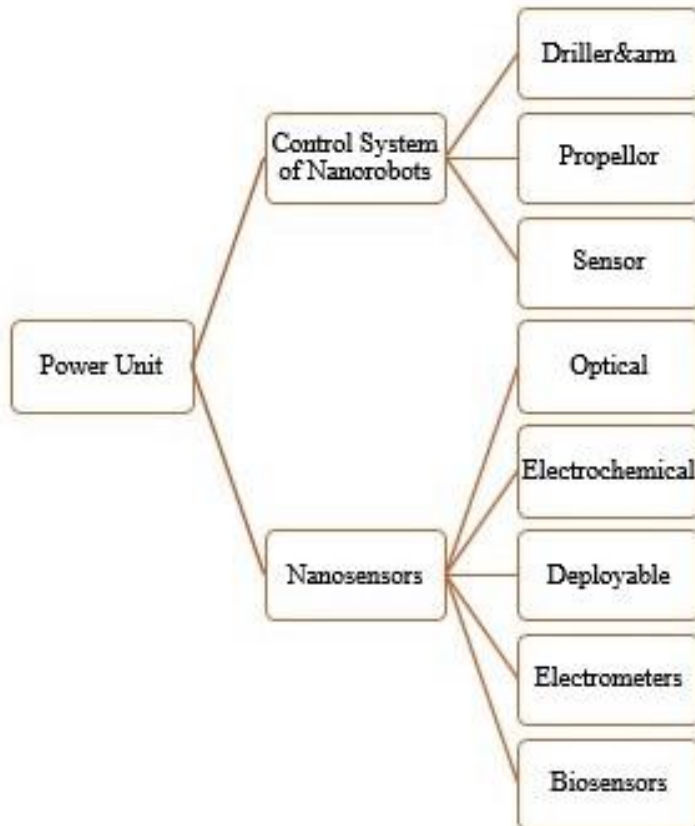 Driller&arm
Control System
of Nanorobots
Propellor
Sensor
Power Unit
Optical
Electrochemical
Nanosensors
Deployable
Electrometers
Biosensors